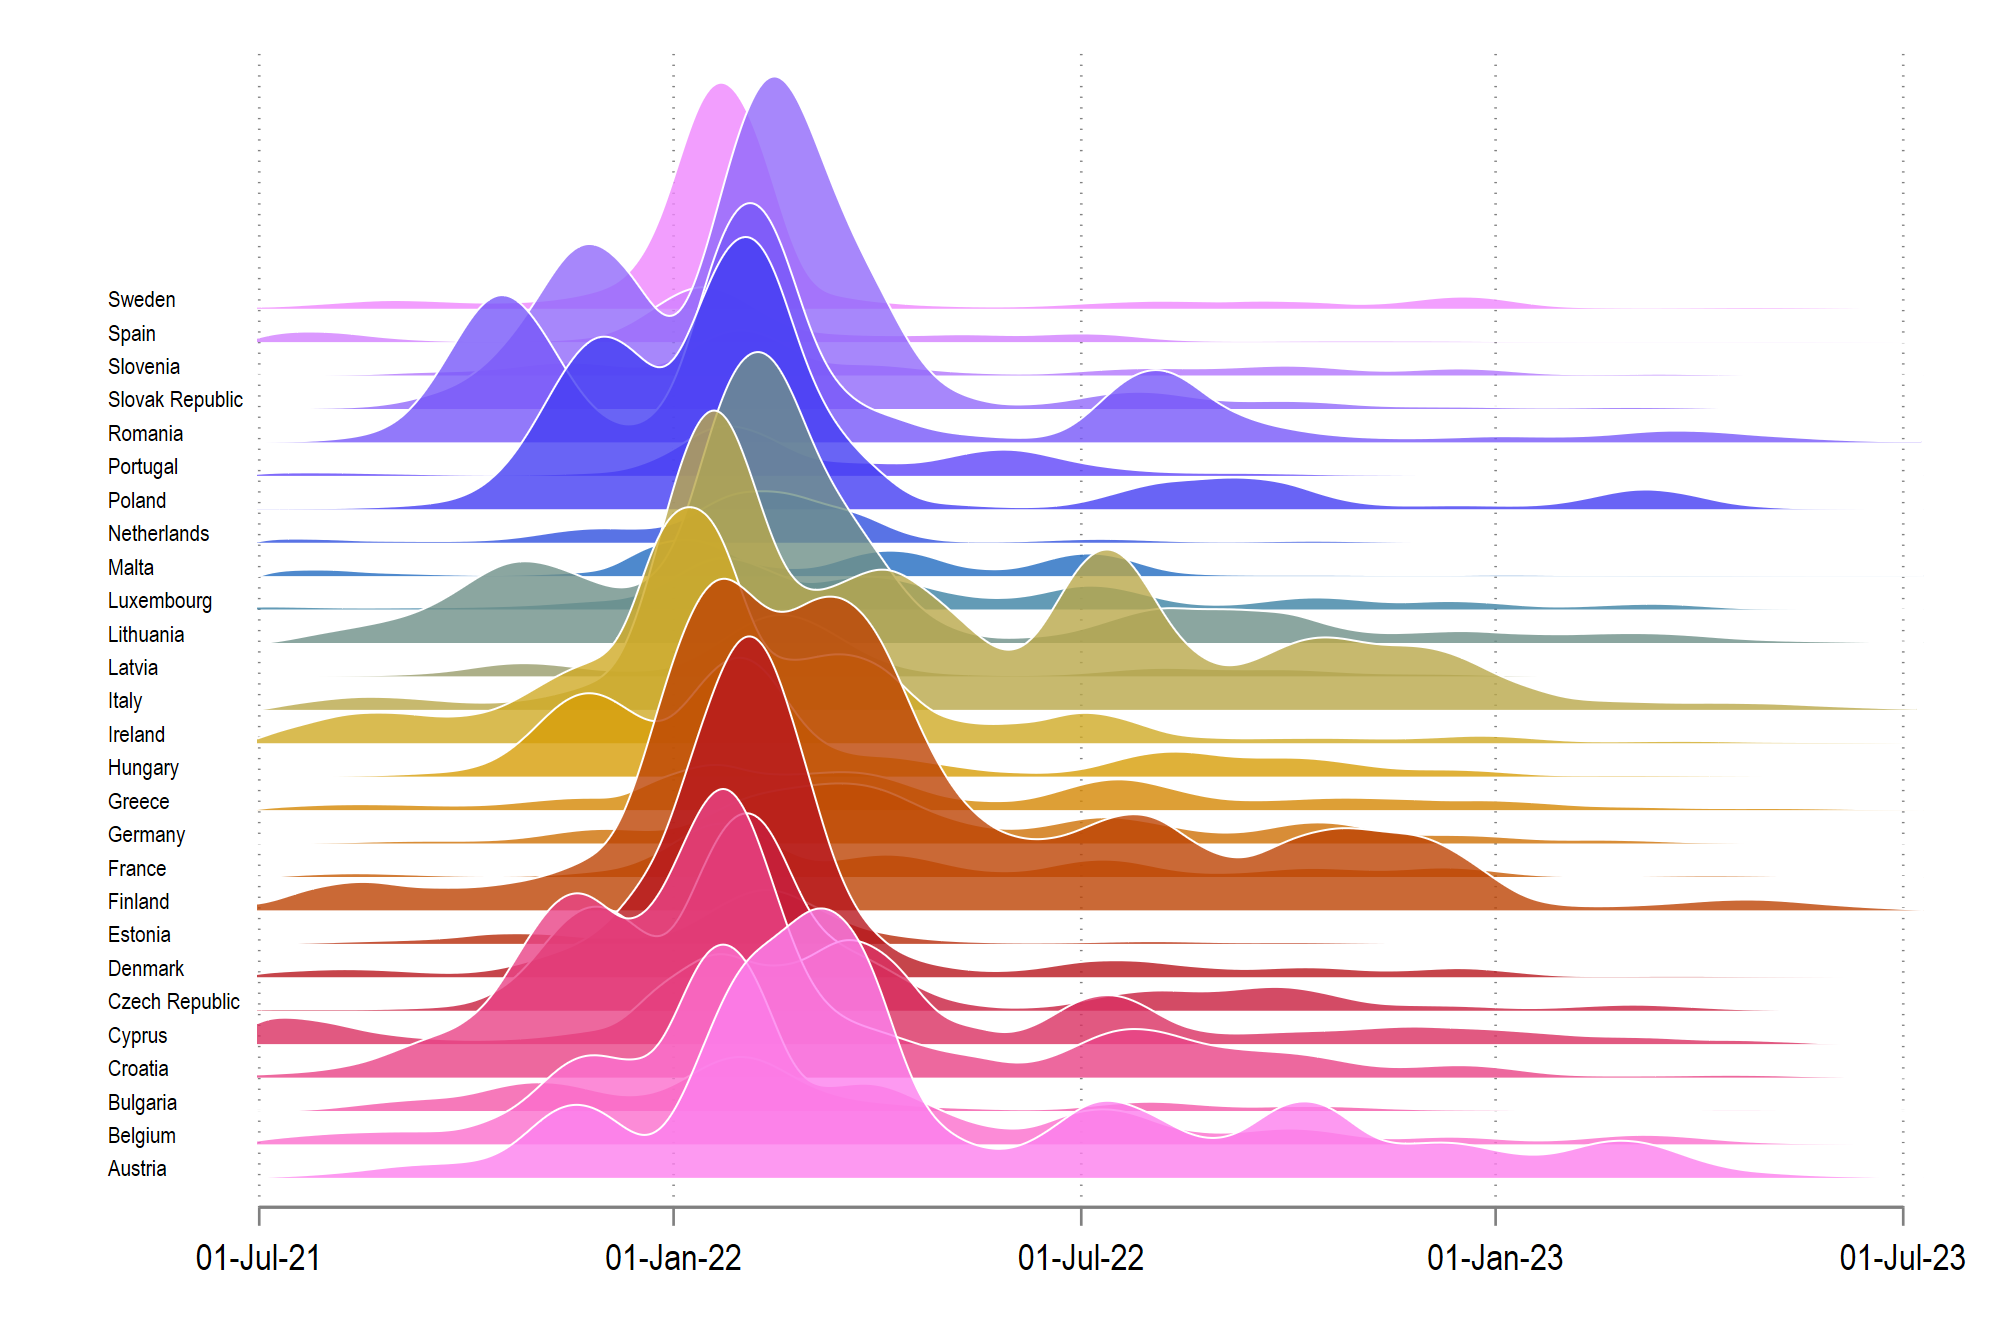 Sweden
Spain
Slovenia
Slovak Republic
Romania
Portugal
Poland
Netherlands
Malta
Luxembourg
Lithuania
Latvia
Italy
Ireland
Hungary
Greece
Germany
France
Finland
Estonia
Denmark
Czech Republic
Cyprus
Croatia
Bulgaria
Belgium
Austria
01-Jul-21 01-Jan-22 01-Jul-22 01-Jan-23 01-Jul-23